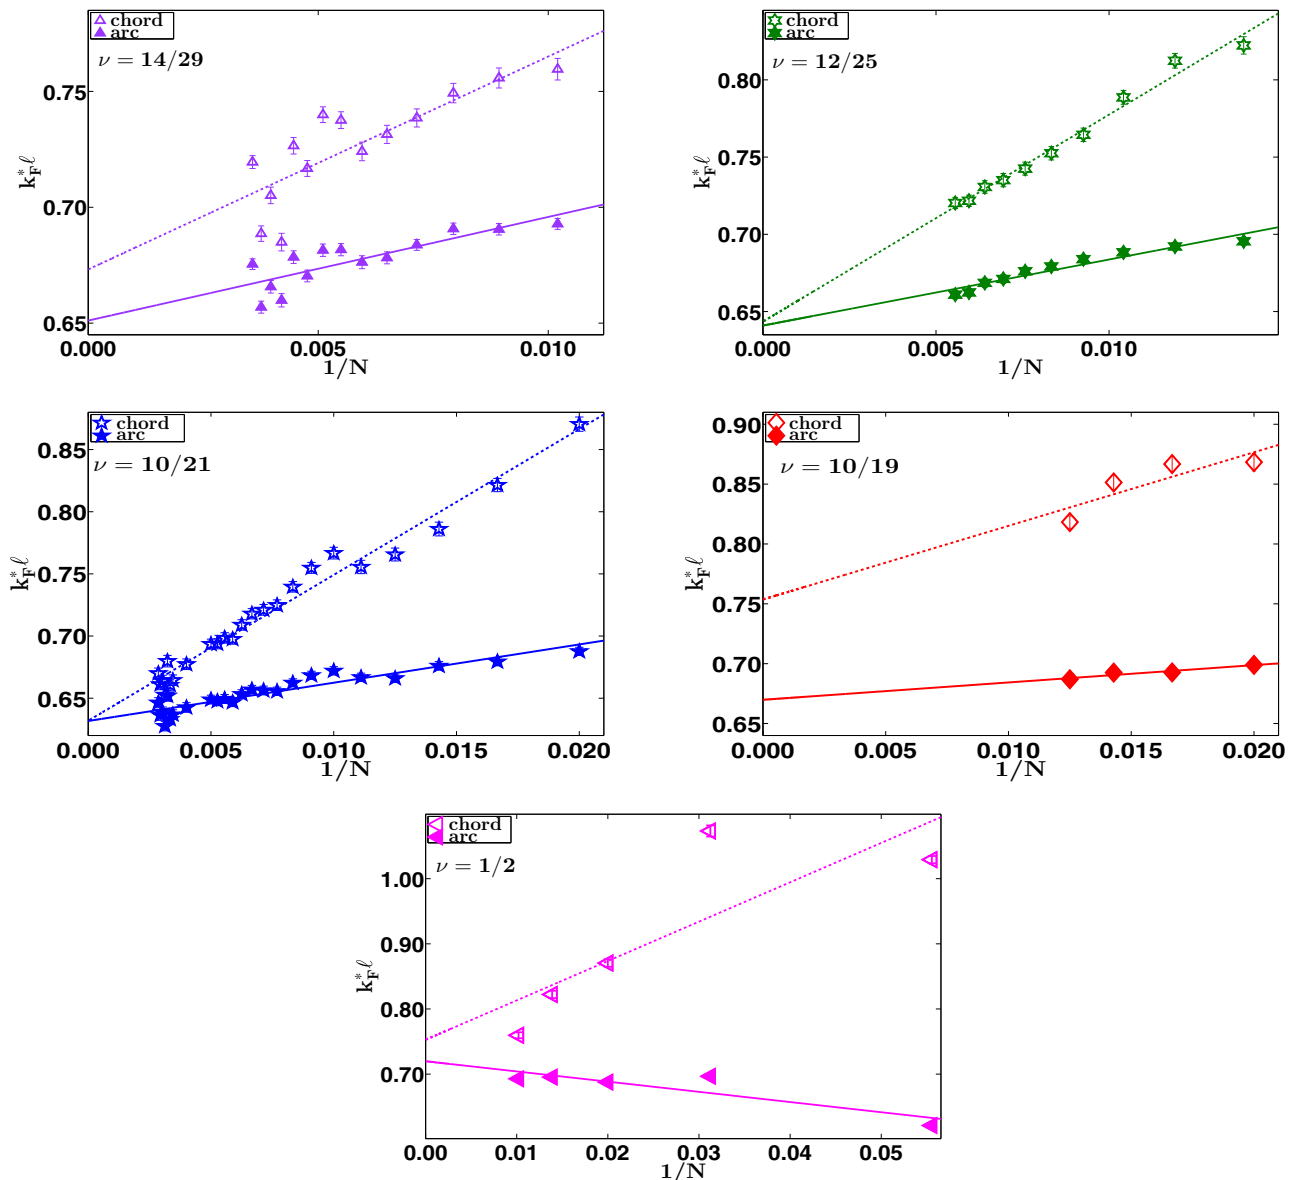 chord
arc
ν = 14/29
0.75
0.70
0.65
k*Fℓ
0.000
0.005
0.010
1/N
chord
arc
ν = 12/25
0.80
0.75
0.70
0.65
k*Fℓ
0.005
0.010
0.000
1/N
chord
arc
ν = 10/21
0.85
0.80
0.75
0.70
0.65
k*Fℓ
0.000
0.005
0.010
0.015
0.020
1/N
chord
arc
ν = 10/19
0.90
0.85
0.80
0.75
0.70
0.65
k*Fℓ
0.000
0.005
0.010
0.015
0.020
1/N
chord
arc
ν = 1/2
1.00
0.90
0.80
0.70
k*Fℓ
0.00
0.01
0.02
0.03
0.04
0.05
1/N